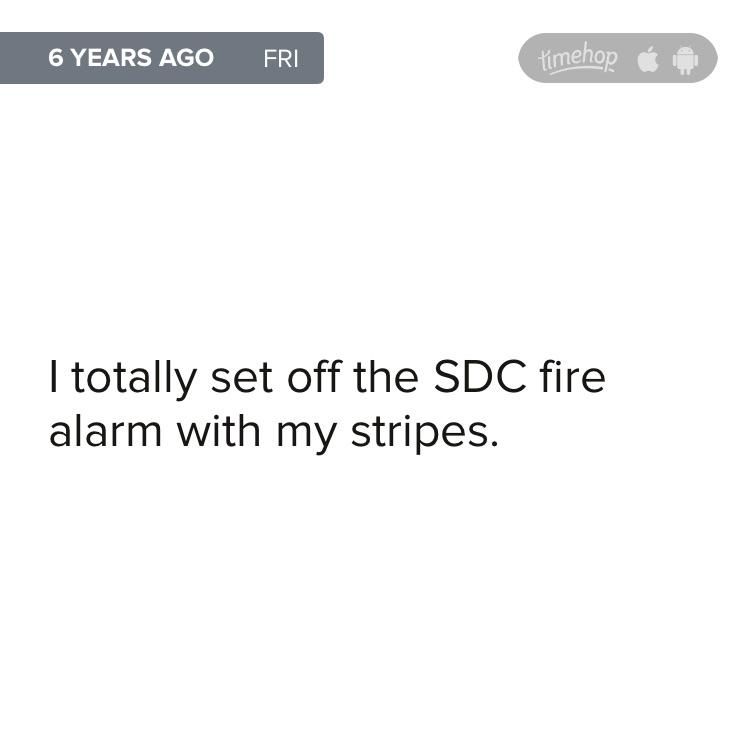 6 YEARS AGO FRI
timehop
I totally set off the SDC fire
alarm with my stripes.